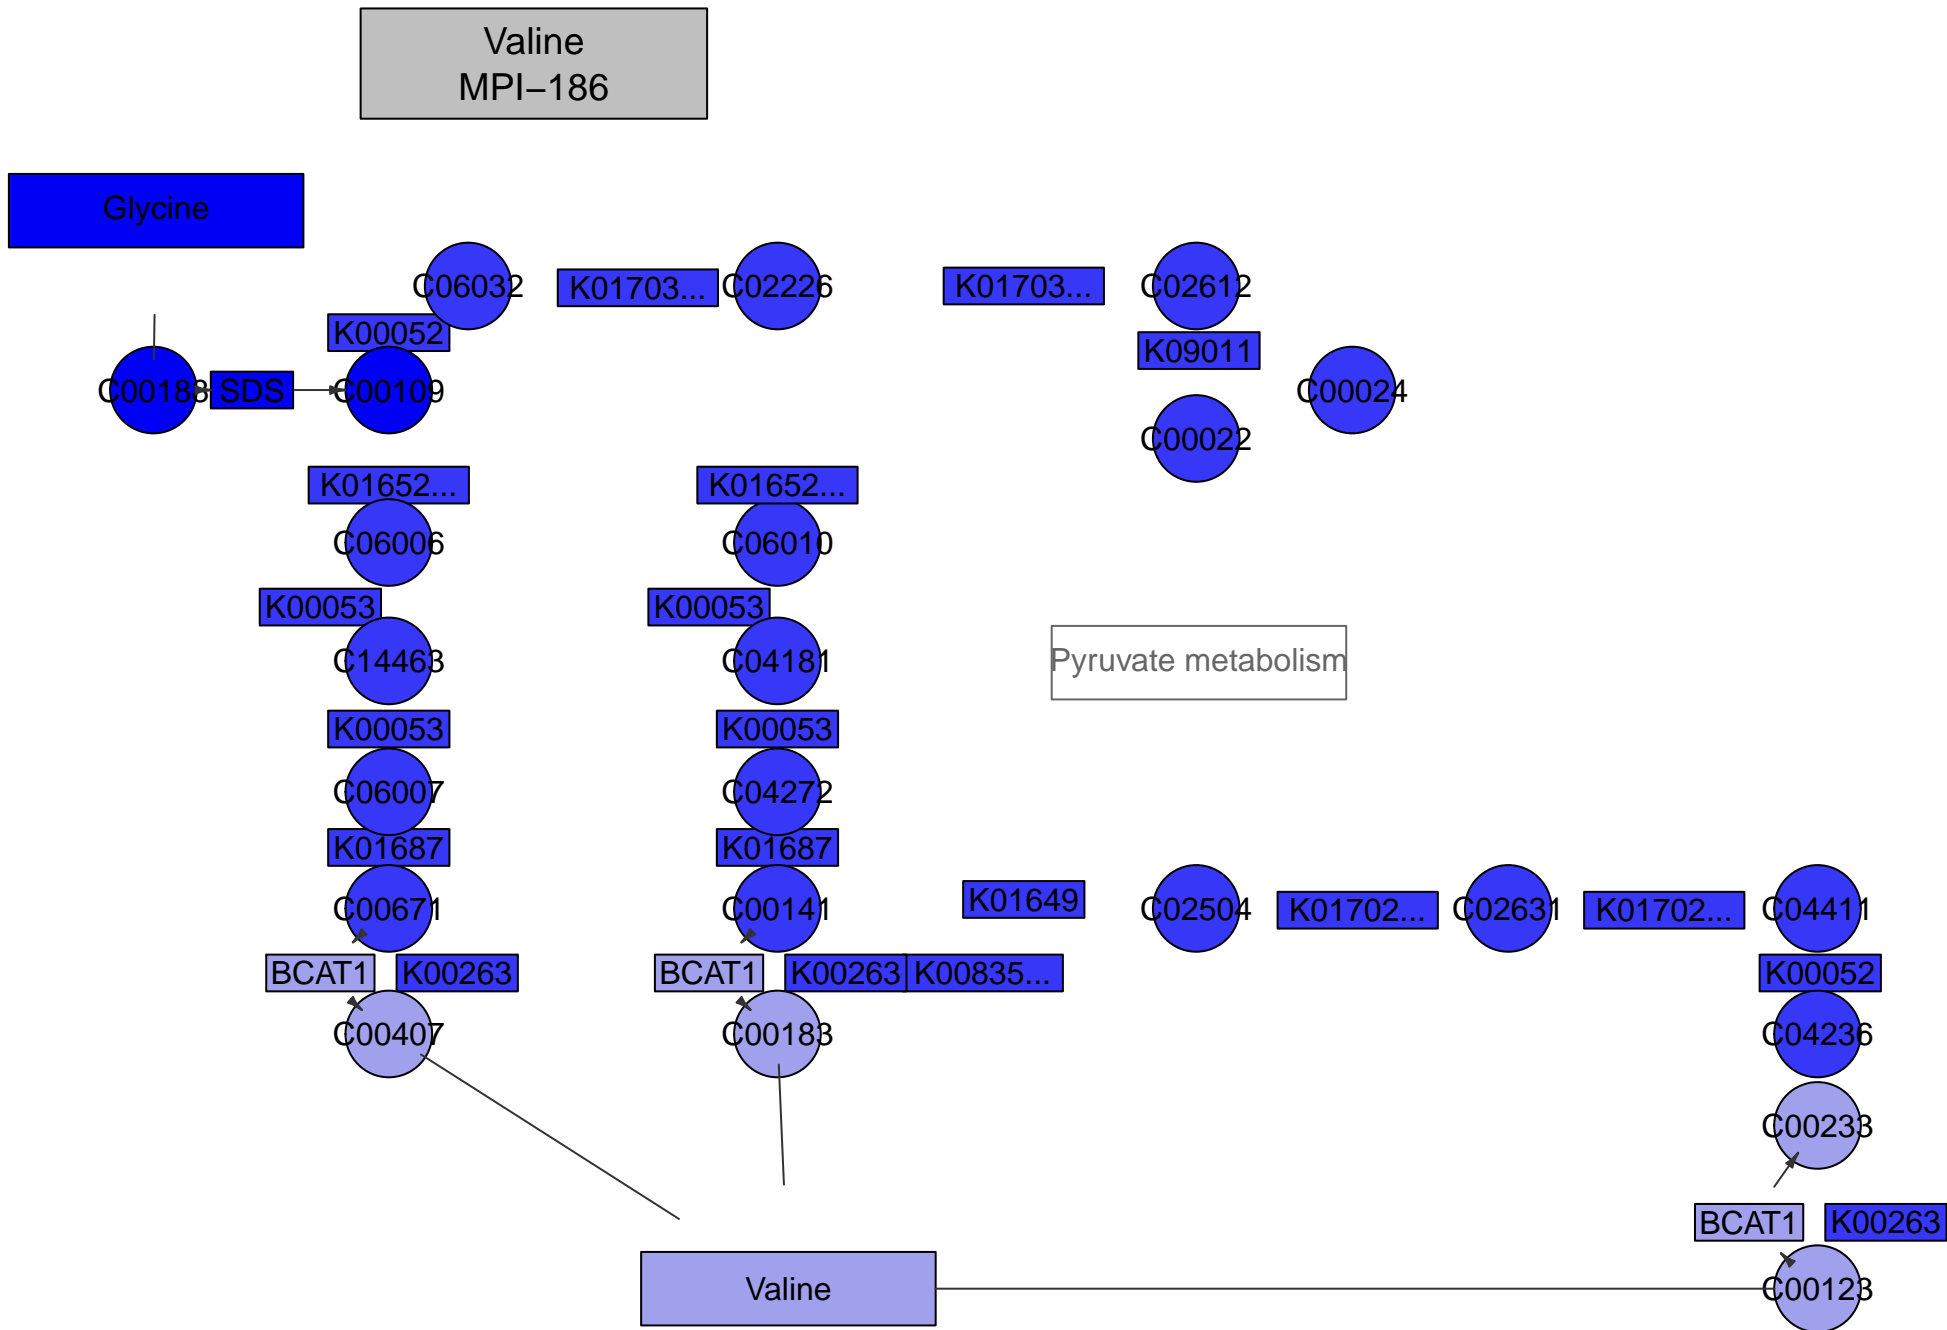 Valine
MPI−186
Glycine
C06032
K01703...
C02226
K01703...
C02612
K00052
K09011
C00188
SDS
C00109
C00024
C00022
K01652...
K01652...
C06006
C06010
K00053
K00053
C14463
C04181
Pyruvate metabolism
K00053
K00053
C06007
C04272
K01687
K01687
C00671
C00141
K01649
C02504
K01702...
C02631
K01702...
C04411
BCAT1
K00263
BCAT1
K00263
K00835...
K00052
C00407
C00183
C04236
C00233
BCAT1
K00263
Valine
C00123